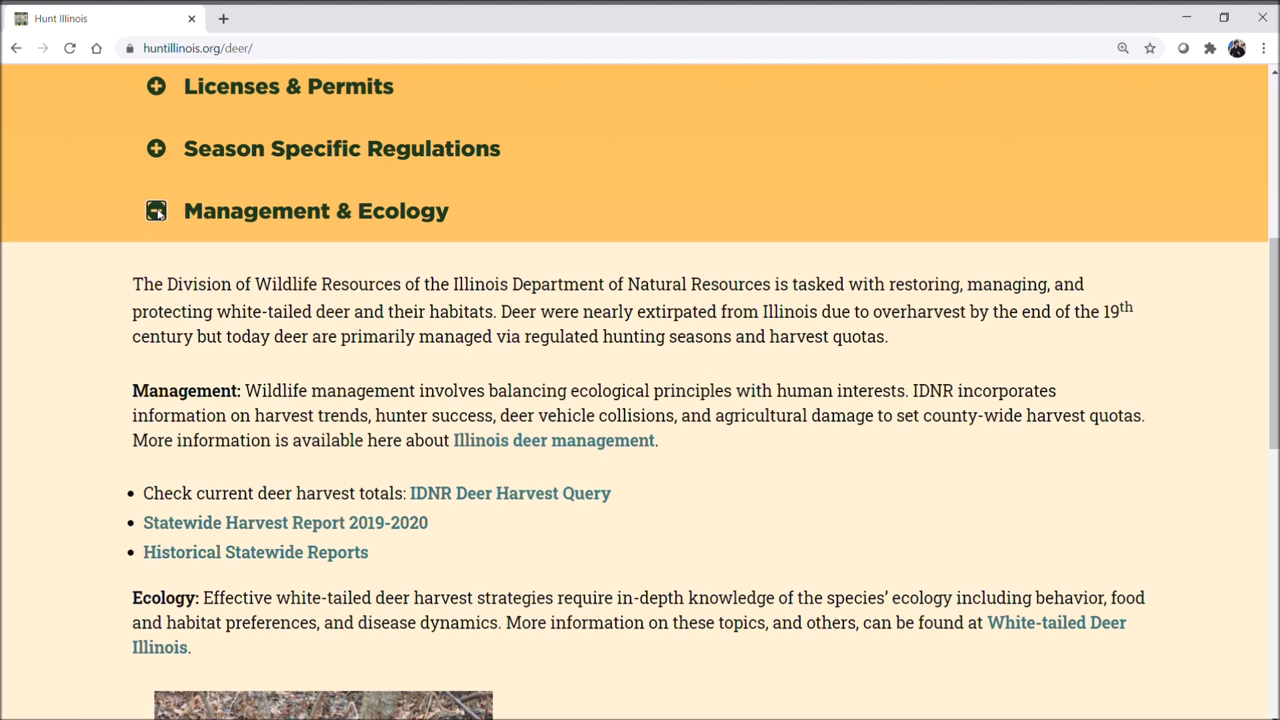 Hunt Illinois
huntillinois.org/deer/
Licenses & Permits
Season Specific Regulations
Management & Ecology
The Division of Wildlife Resources of the Illinois Department of Natural Resources is tasked with restoring, managing, and
protecting white-tailed deer and their habitats. Deer were nearly extirpated from Illinois due to overharvest by the end of the 19th
century but today deer are primarily managed via regulated hunting seasons and harvest quotas.
Management: Wildlife management involves balancing ecological principles with human interests. IDNR incorporates
information on harvest trends, hunter success, deer vehicle collisions, and agricultural damage to set county-wide harvest quotas.
More information is available here about Illinois deer management.
• Check current deer harvest totals: IDNR Deer Harvest Query
• Statewide Harvest Report 2019-2020
• Historical Statewide Reports
Ecology: Effective white-tailed deer harvest strategies require in-depth knowledge of the species’ ecology including behavior, food
and habitat preferences, and disease dynamics. More information on these topics, and others, can be found at White-tailed Deer
Illinois.